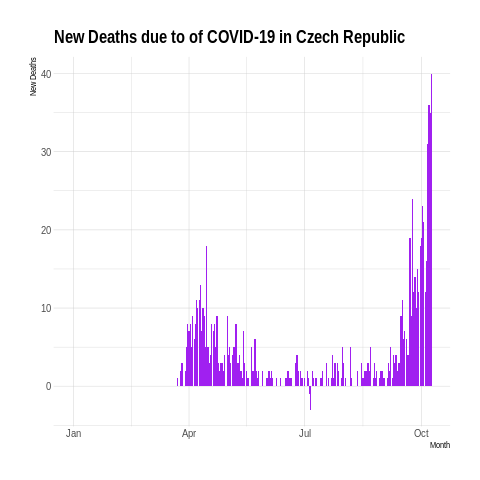 New Deaths due to of COVID-19 in Czech Republic
New Deaths
40
30
20
10
0
Jan Apr Jul Oct
Month